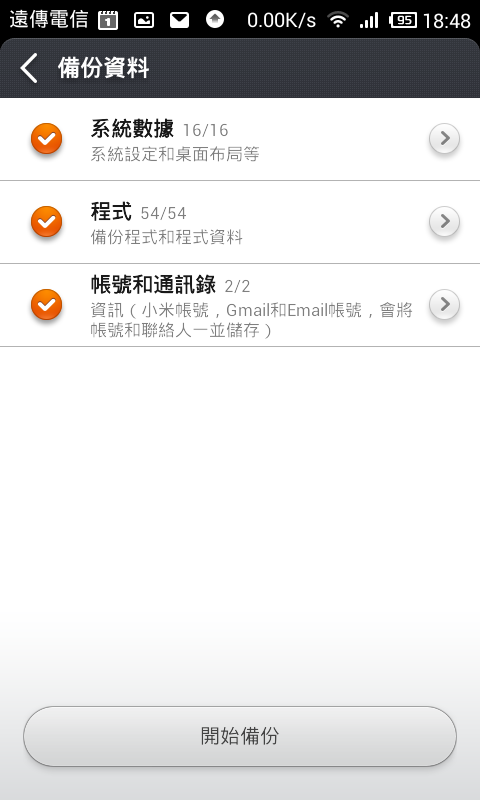 遠傳電信 1 0.00K/s 95 18:48
備份資料
系統數據 16/16
系統設定和桌面布局等
程式 54/54
備份程式和程式資料
帳號和通訊錄 2/2
資訊（小米帳號，Gmail和Email帳號，會將
帳號和聯絡人一並儲存）
開始備份